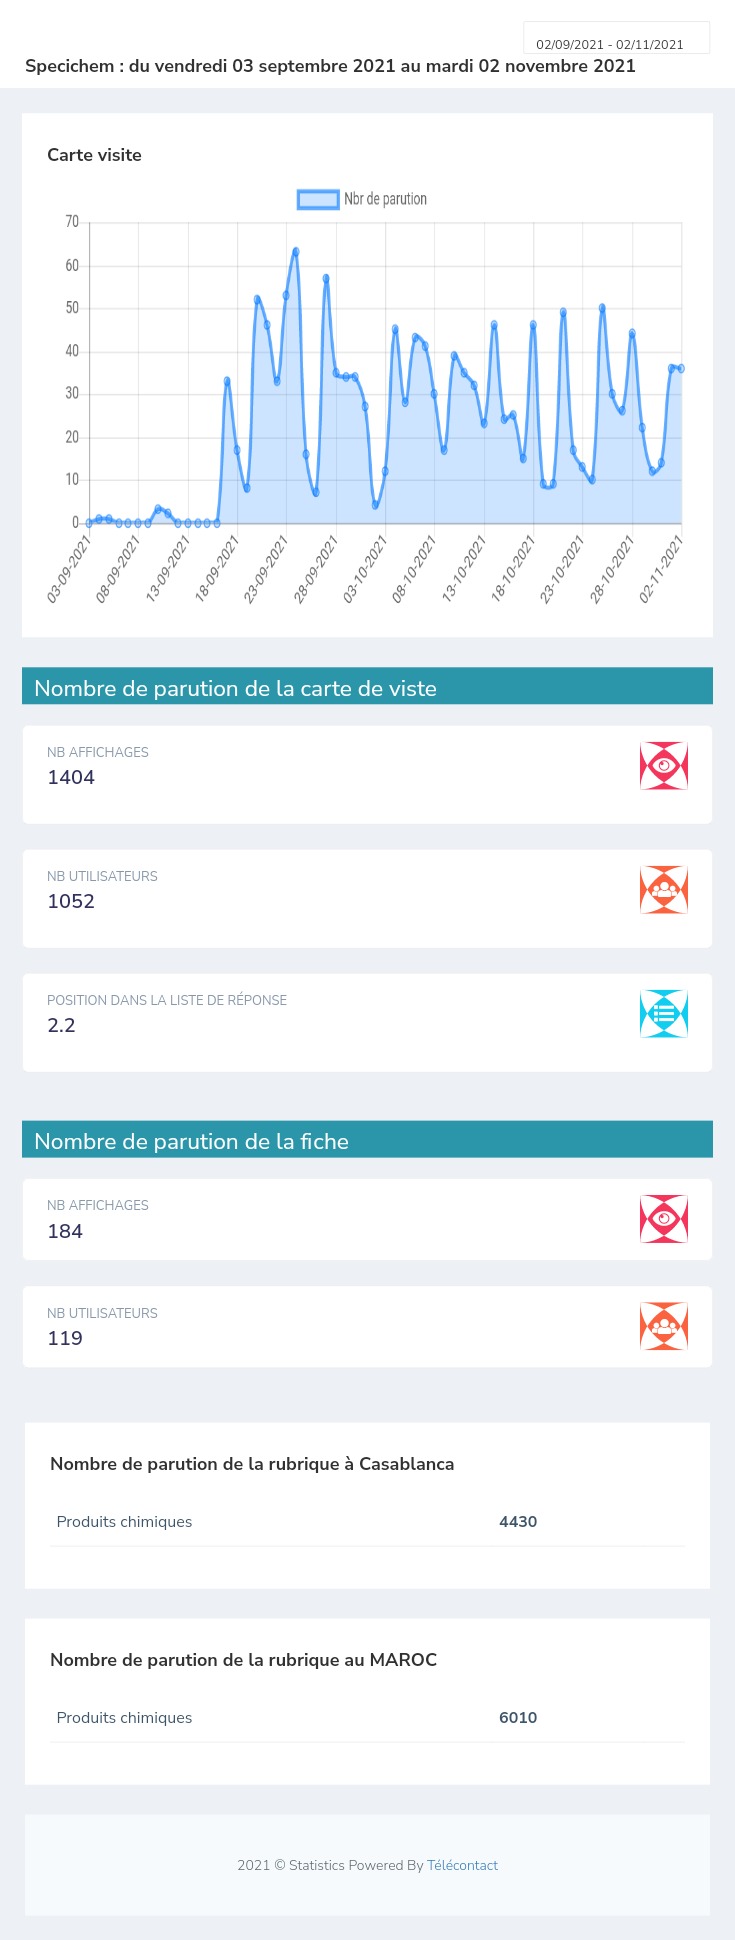 02/09/2021 - 02/11/2021
Specichem : du vendredi 03 septembre 2021 au mardi 02 novembre 2021
Carte visite
Nbr de parution
70
60
50
40
30
20
10
0
03-09-2021
08-09-2021
13-09-2021
18-09-2021
23-09-2021
28-09-2021
03-10-2021
08-10-2021
13-10-2021
18-10-2021
23-10-2021
28-10-2021
02-11-2021
Nombre de parution de la carte de viste
NB AFFICHAGES
1404
NB UTILISATEURS
1052
POSITION DANS LA LISTE DE RÉPONSE
2.2
Nombre de parution de la fiche
NB AFFICHAGES
184
NB UTILISATEURS
119
Nombre de parution de la rubrique à Casablanca
Produits chimiques 4430
Nombre de parution de la rubrique au MAROC
Produits chimiques 6010
2021 © Statistics Powered By Télécontact